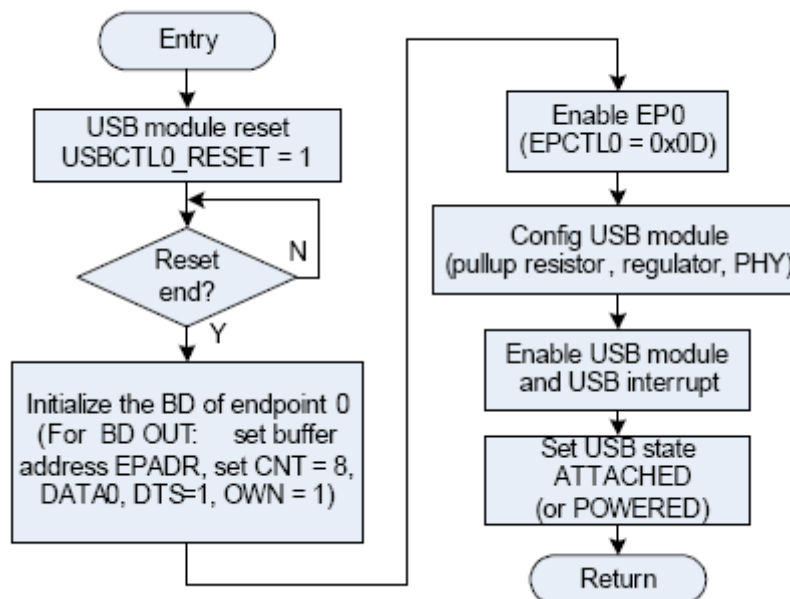 Entry
USB module reset
USBCTL0_RESET = 1
Reset
end?
N
Y
Initialize the BD of endpoint 0
(For BD OUT: set buffer
address EPADR, set CNT = 8,
DATA0, DTS=1, OWN = 1)
Enable EP0
(EPCTL0 = 0x0D)
Config USB module
(pullup resistor, regulator, PHY)
Enable USB module
and USB interrupt
Set USB state
ATTACHED
(or POWERED)
Return